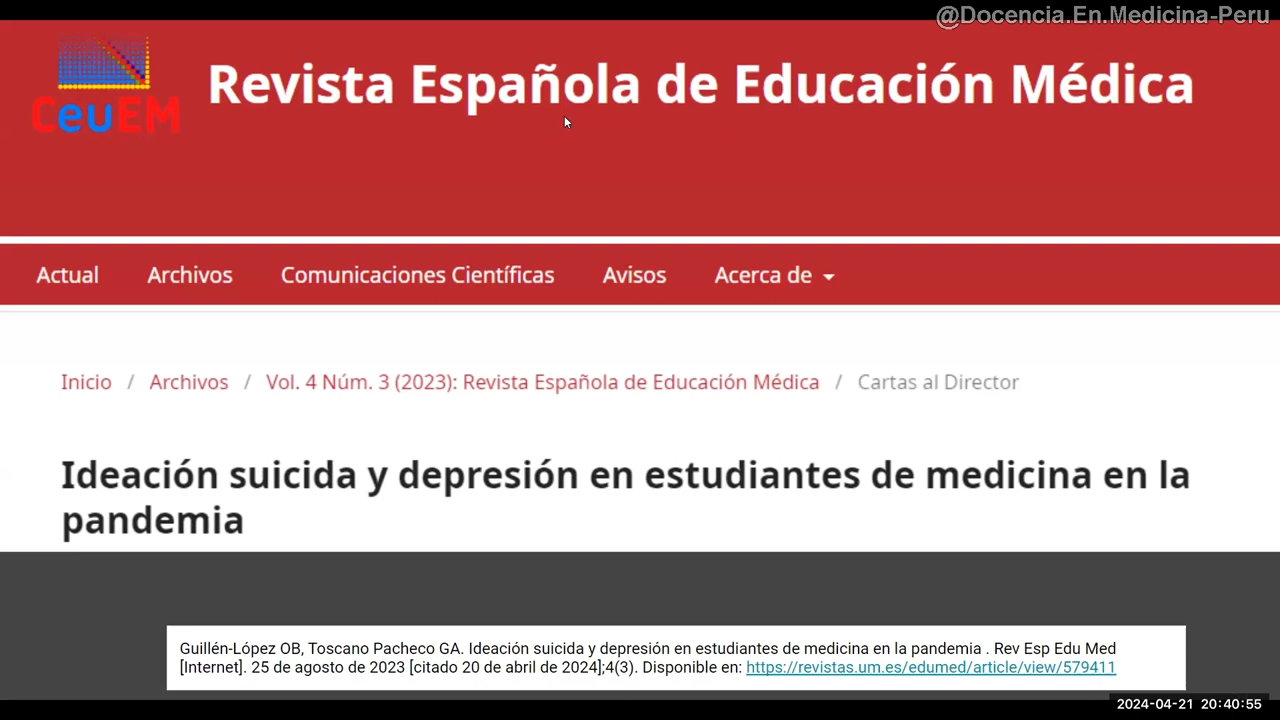 @Docencia.En.Medicina-Peru
CeuEM
Revista Española de Educación Médica
Actual Archivos Comunicaciones Científicas Avisos Acerca de
Inicio / Archivos / Vol. 4 Núm. 3 (2023): Revista Española de Educación Médica / Cartas al Director
Ideación suicida y depresión en estudiantes de medicina en la
pandemia
Guillén-López OB, Toscano Pacheco GA. Ideación suicida y depresión en estudiantes de medicina en la pandemia . Rev Esp Edu Med
[Internet]. 25 de agosto de 2023 [citado 20 de abril de 2024];4(3). Disponible en: https://revistas.um.es/edumed/article/view/579411
2024-04-21 20:40:55